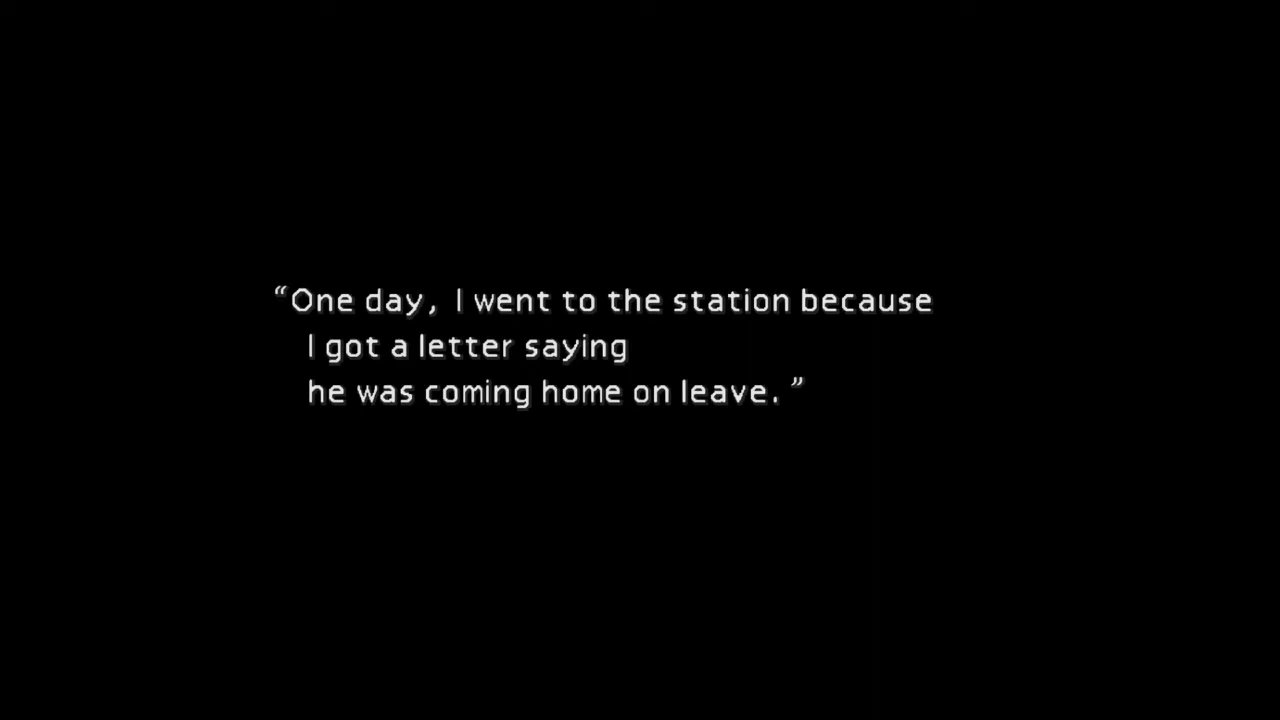 “One day, I went to the station because
I got a letter saying
he was coming home on leave.”